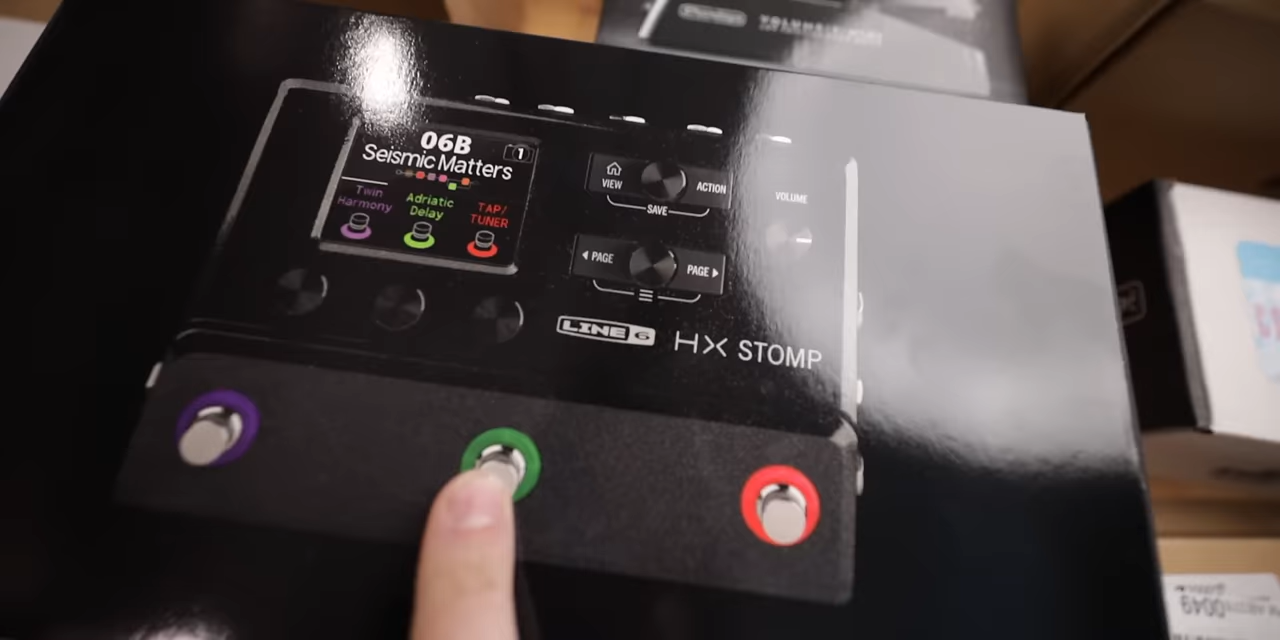 06B
1
Seismic Matters
Twin
Harmony
Adriatic
Delay
TAP/
TUNER
VIEW
ACTION
SAVE
VOLUME
PAGE
PAGE
LINE 6
HX STOMP
0049